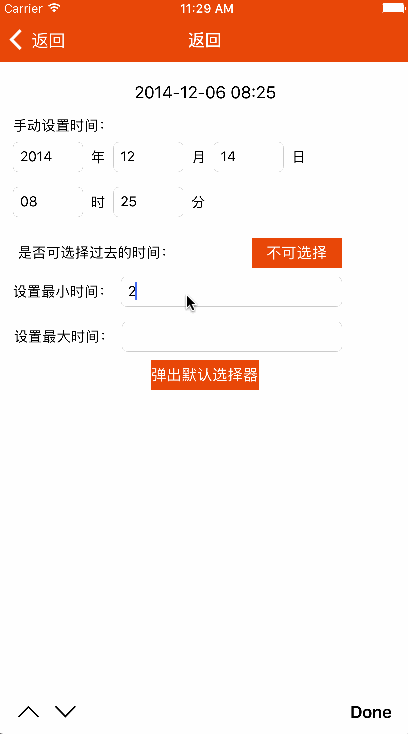 Carrier 11:29 AM
返回 返回
2014-12-06 08:25
手动设置时间：
2014 年 12 月 14 日
08 时 25 分
是否可选择过去的时间： 不可选择
设置最小时间： 2
设置最大时间：
弹出默认选择器
Done